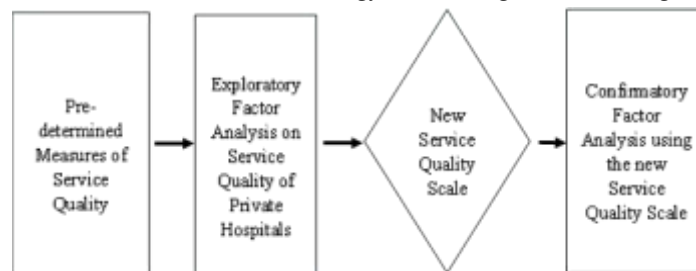 Pre-
determined
Measures of
Service
Quality
Exploratory
Factor
Analysis on
Service
Quality of
Private
Hospitals
New
Service
Quality
Scale
Confirmatory
Factor
Analysis using
the new
Service
Quality Scale